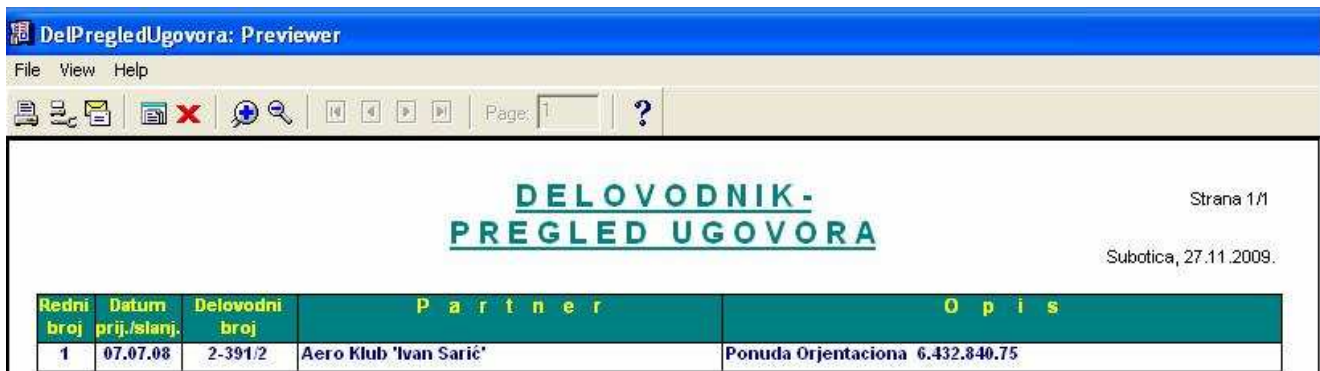 DelPregledUgovora: Previewer
File View Help
Page: 1 ?
DELOVODNIK-
PREGLED UGOVORA
Strana 1/1
Subotica, 27.11.2009.
Redni broj Datum prij./slanj. Delovodni broj Partner Opis
1 07.07.08 2-391/2 Aero Klub 'Ivan Sarić' Ponuda Orjentaciona 6.432.840.75